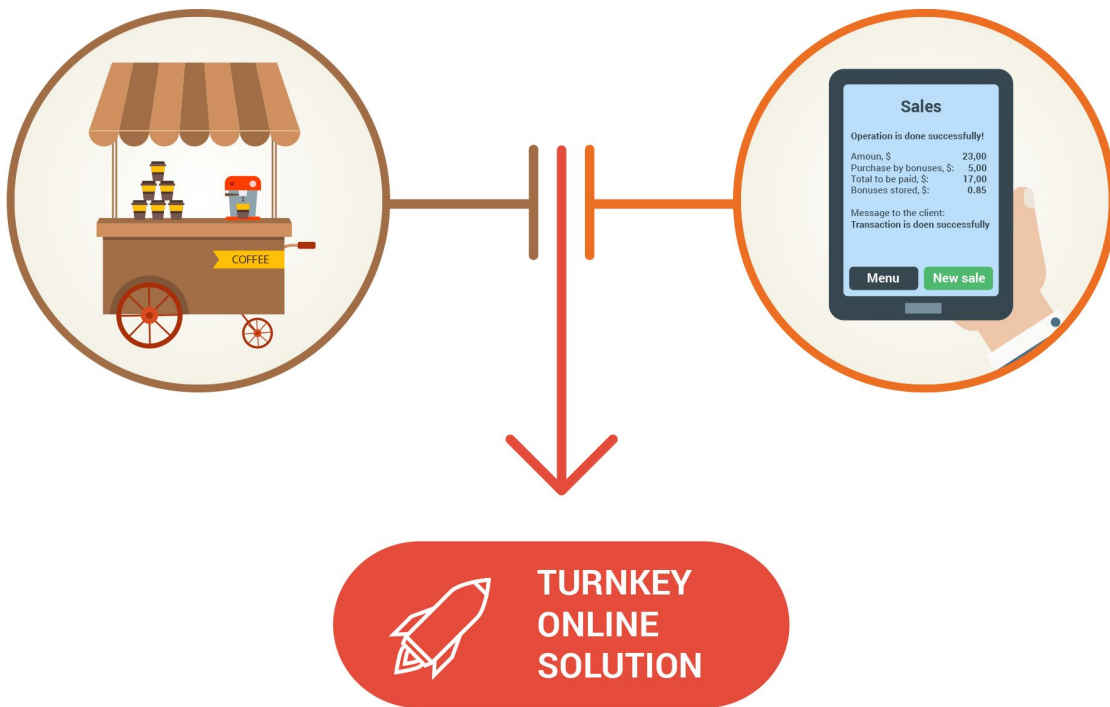 COFFEE
Sales
Operation is done successfully!
Amoun, $ 23,00
Purchase by bonuses, $: 5,00
Total to be paid, $: 17,00
Bonuses stored, $: 0.85
Message to the client:
Transaction is doen successfully
Menu New sale
TURNKEY
ONLINE
SOLUTION